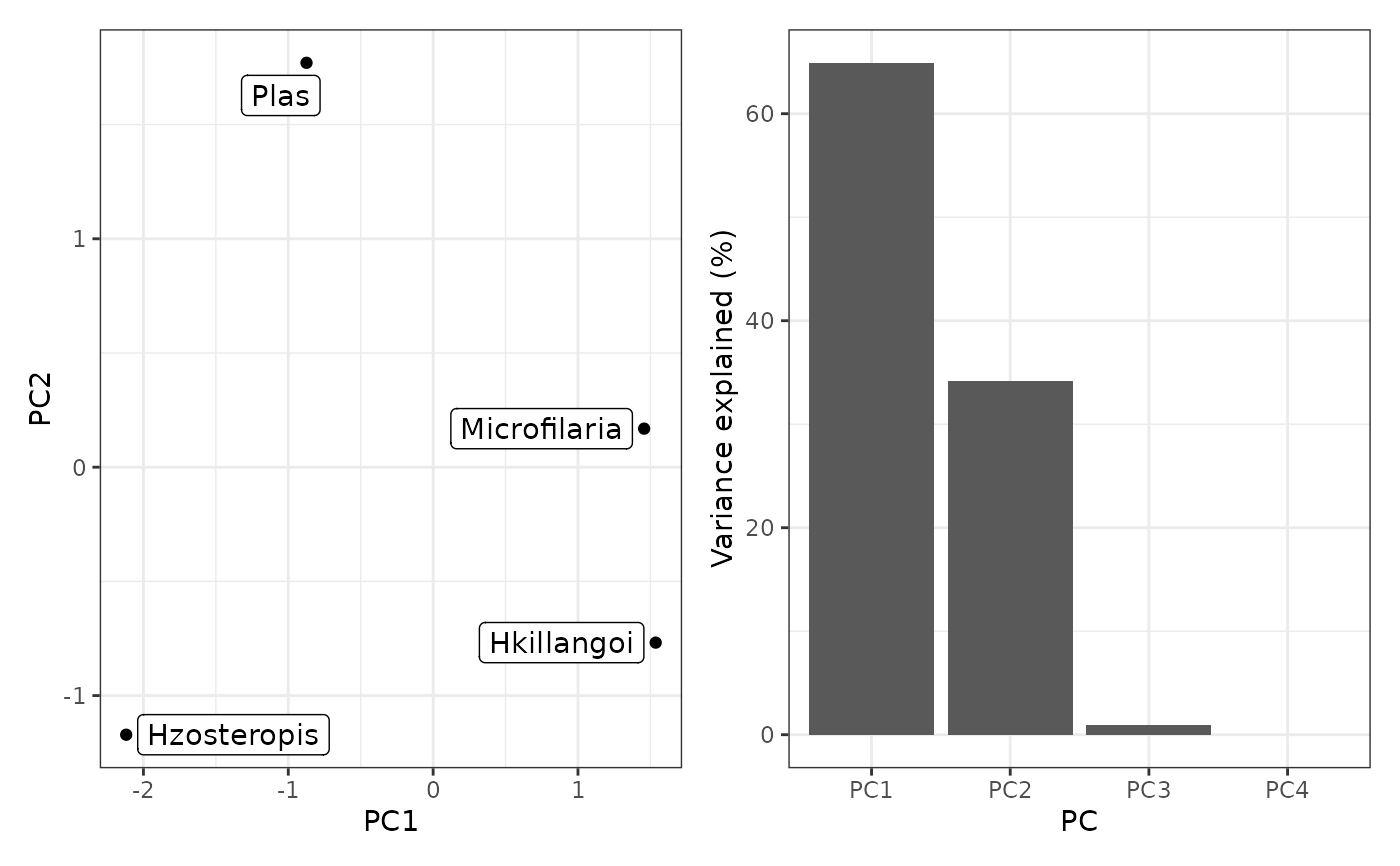 PC2
1
0
-1
Plas
Microfilaria
Hkillangoi
Hzosteropis
-2 -1 0 1
PC1
Variance explained (%)
60
40
20
0
PC1 PC2 PC3 PC4
PC